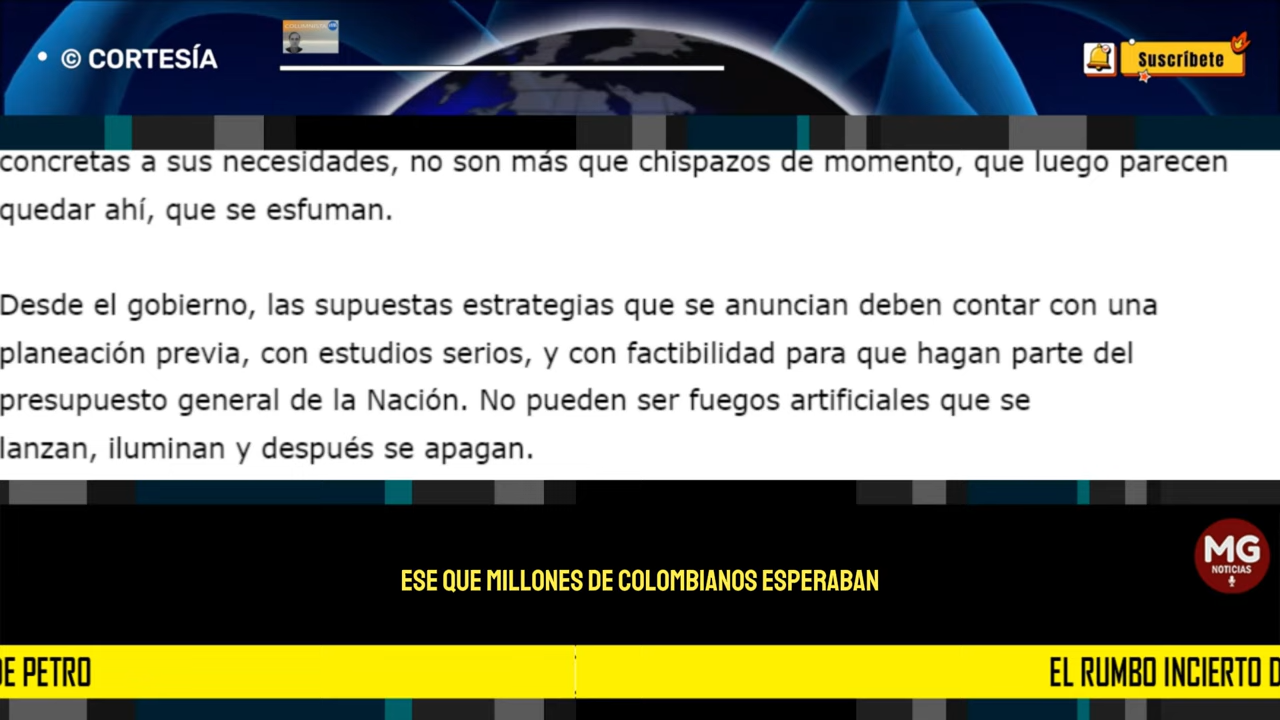 © CORTESÍA
Suscríbete
concretas a sus necesidades, no son más que chispazos de momento, que luego parecen
quedar ahí, que se esfuman.
Desde el gobierno, las supuestas estrategias que se anuncian deben contar con una
planeación previa, con estudios serios, y con factibilidad para que hagan parte del
presupuesto general de la Nación. No pueden ser fuegos artificiales que se
lanzan, iluminan y después se apagan.
MG
NOTICIAS
ESE QUE MILLONES DE COLOMBIANOS ESPERABAN
DE PETRO
EL RUMBO INCIERTO D